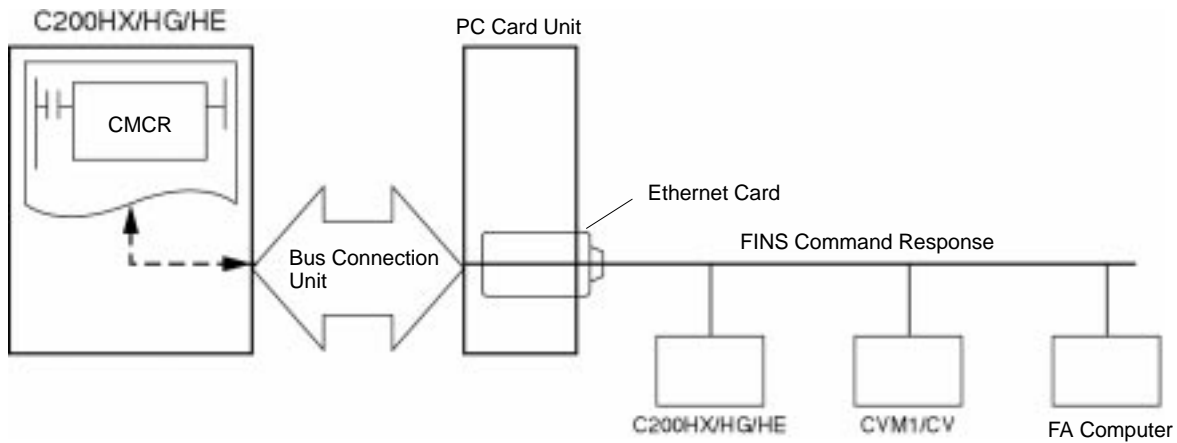 C200HX/HG/HE
PC Card Unit
CMCR
Ethernet Card
Bus Connection
Unit
FINS Command Response
C200HX/HG/HE
CVM1/CV
FA Computer